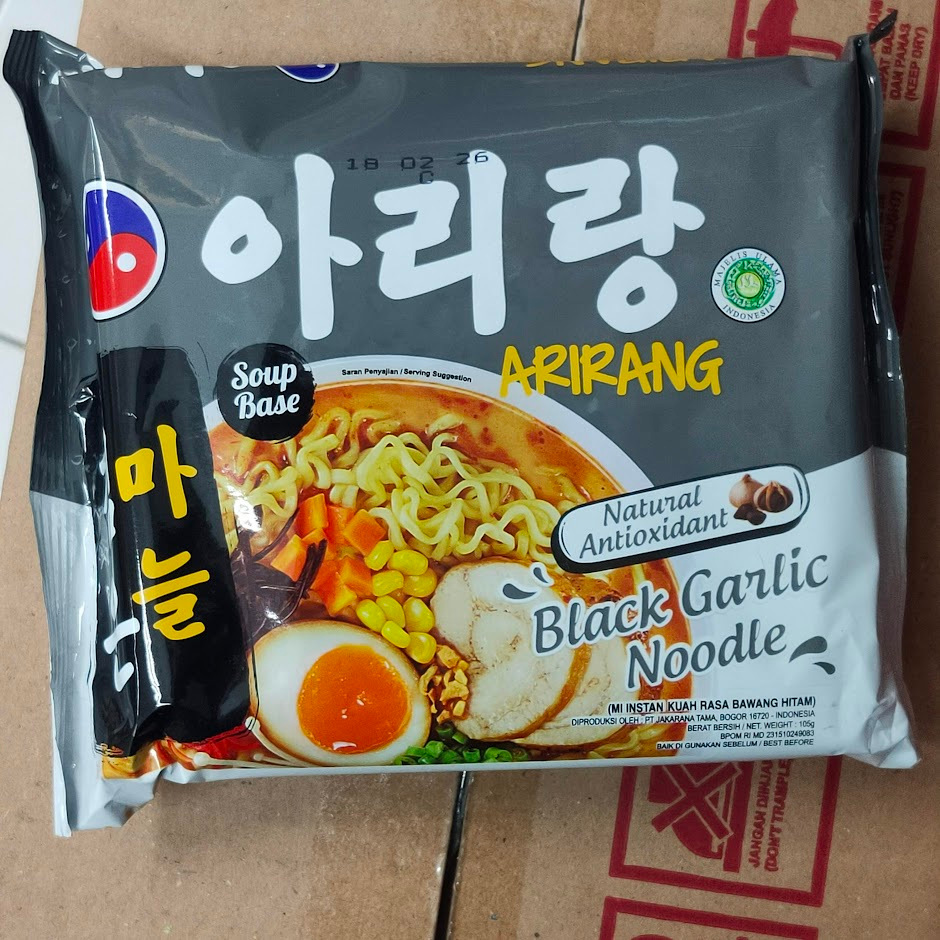 18 02 26
C
아리랑
ARIRANG
MAJELIS ULAMA
INDONESIA
Soup
Base
Saran Penyajian / Serving Suggestion
마늘
Natural
Antioxidant
Black Garlic
Noodle
(MI INSTAN KUAH RASA BAWANG HITAM)
DIPRODUKSI OLEH : PT JAKARANA TAMA, BOGOR 16720 - INDONESIA
BERAT BERSIH / NET. WEIGHT : 105g
BPOM RI MD 231510249083
BAIK DI GUNAKAN SEBELUM / BEST BEFORE
DAN PANAS
(KEEP DRY)
JANGAN DIINJAK
(DON'T TRAMPLE